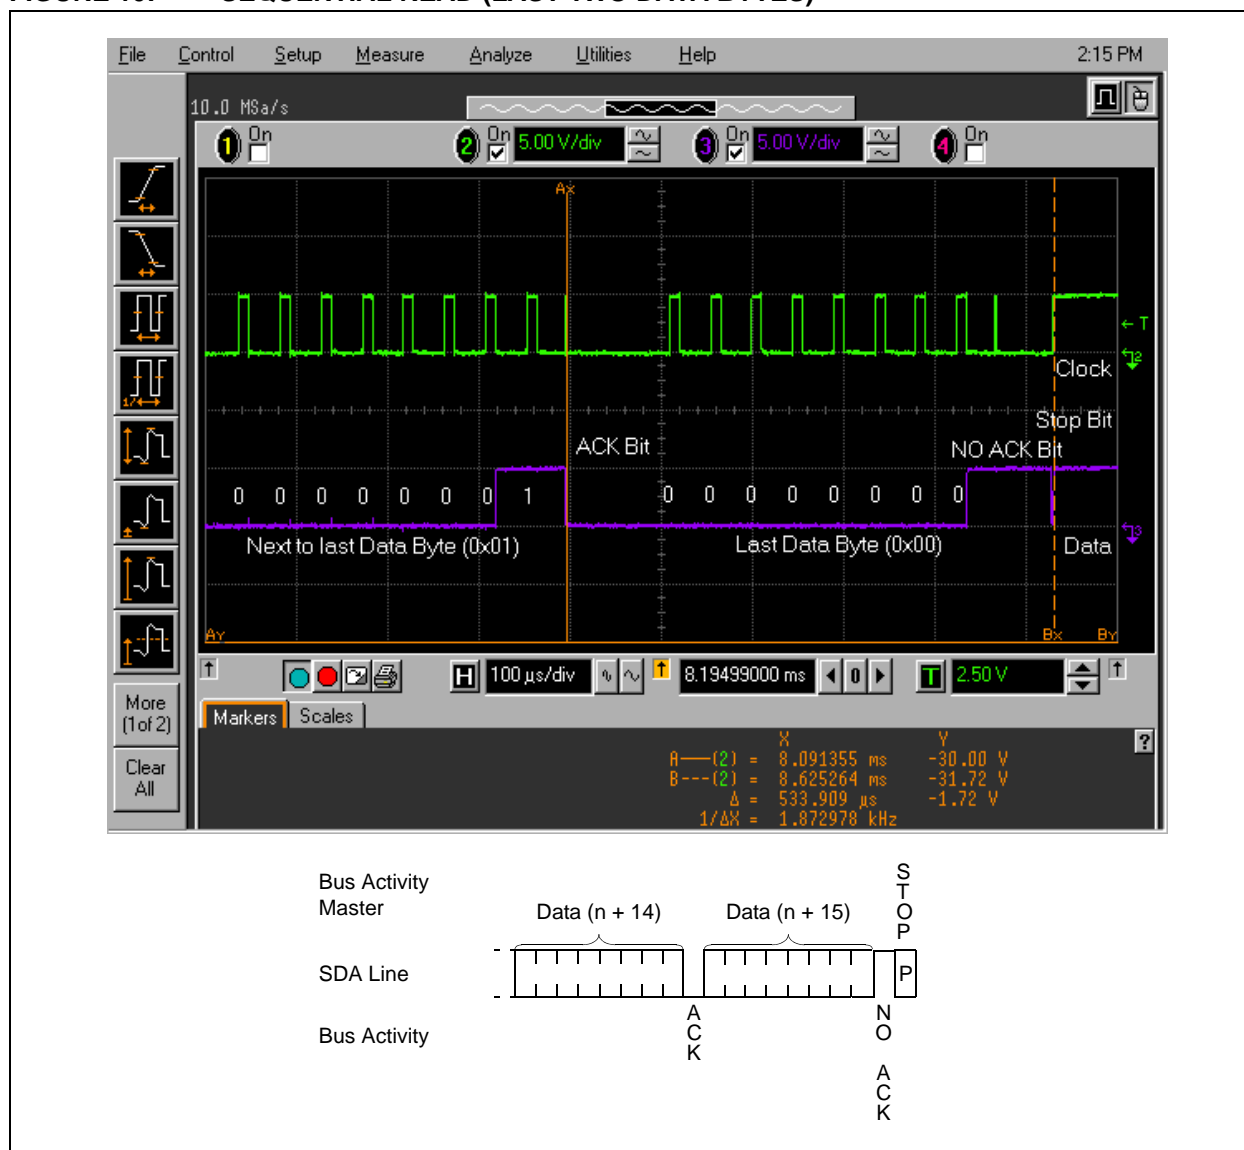 File Control Setup Measure Analyze Utilities Help 2:15 PM
10.0 MSa/s
1 On 2 On 5.00 V/div 3 On 5.00 V/div 4 On
Ax
T
2
Clock
Stop Bit
ACK Bit NO ACK Bit
0 0 0 0 0 0 0 1 0 0 0 0 0 0 0 0
3
Next to last Data Byte (0x01) Last Data Byte (0x00) Data
Ay Bx By
1/
H 100 µs/div 8.19499000 ms 0 T 2.50 V
More
(1of 2)
Clear
All
Markers Scales ?
X Y
A——(2) = 8.091355 ms -30.00 V
B---(2) = 8.625264 ms -31.72 V
Δ = 533.909 µs -1.72 V
1/ΔX = 1.872978 kHz
Bus Activity
Master
Data (n + 14) Data (n + 15) STOP
SDA Line P
Bus Activity ACK NO ACK